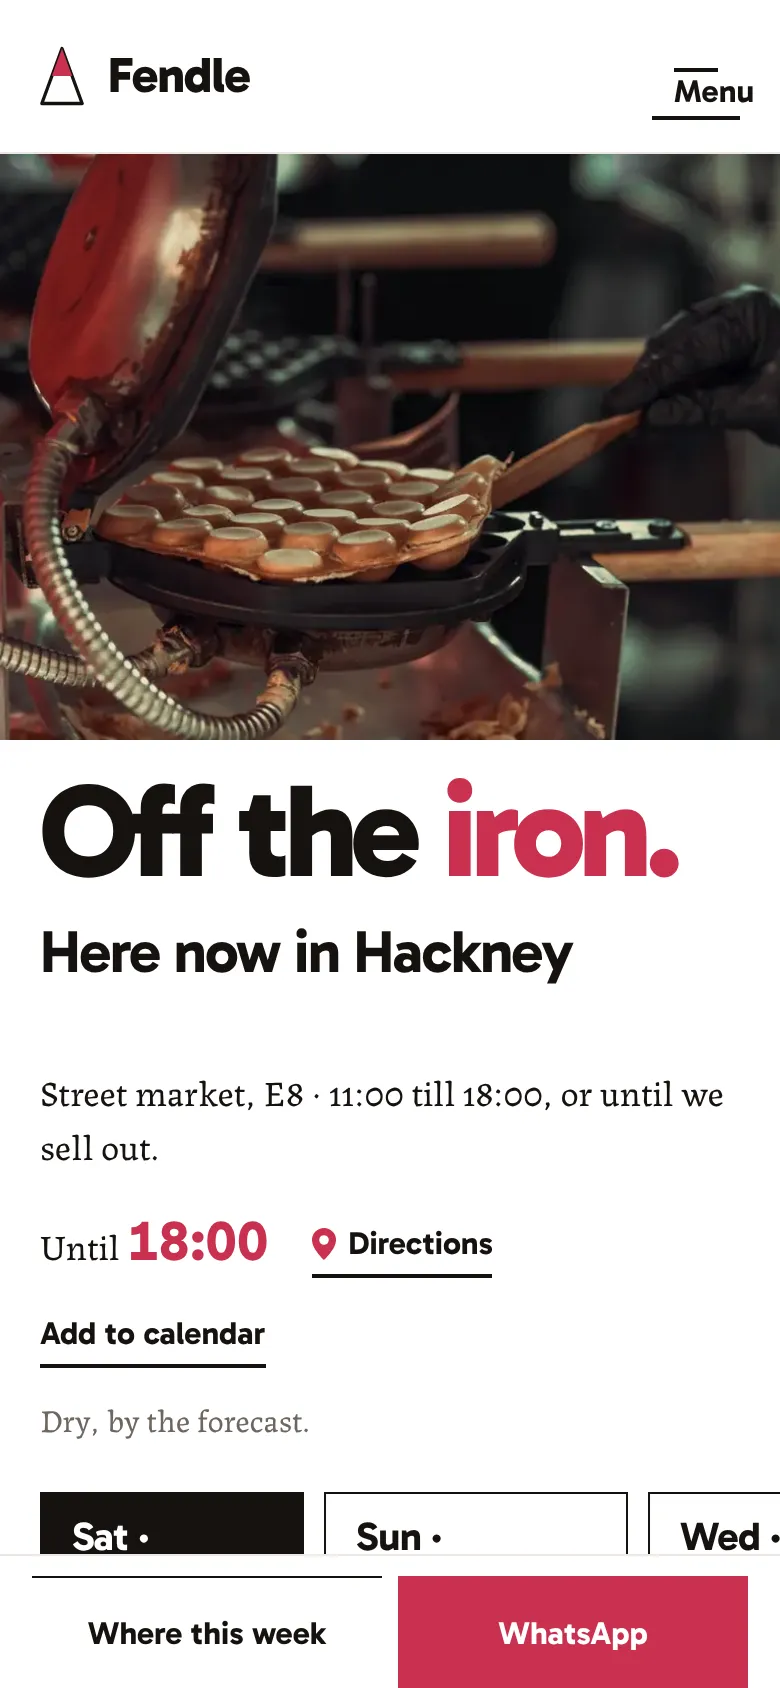 Fendle
Menu
Off the iron.
Here now in Hackney
Street market, E8 · 11:00 till 18:00, or until we
sell out.
Until 18:00 Directions
Add to calendar
Dry, by the forecast.
Sat · Sun · Wed ·
Where this week WhatsApp